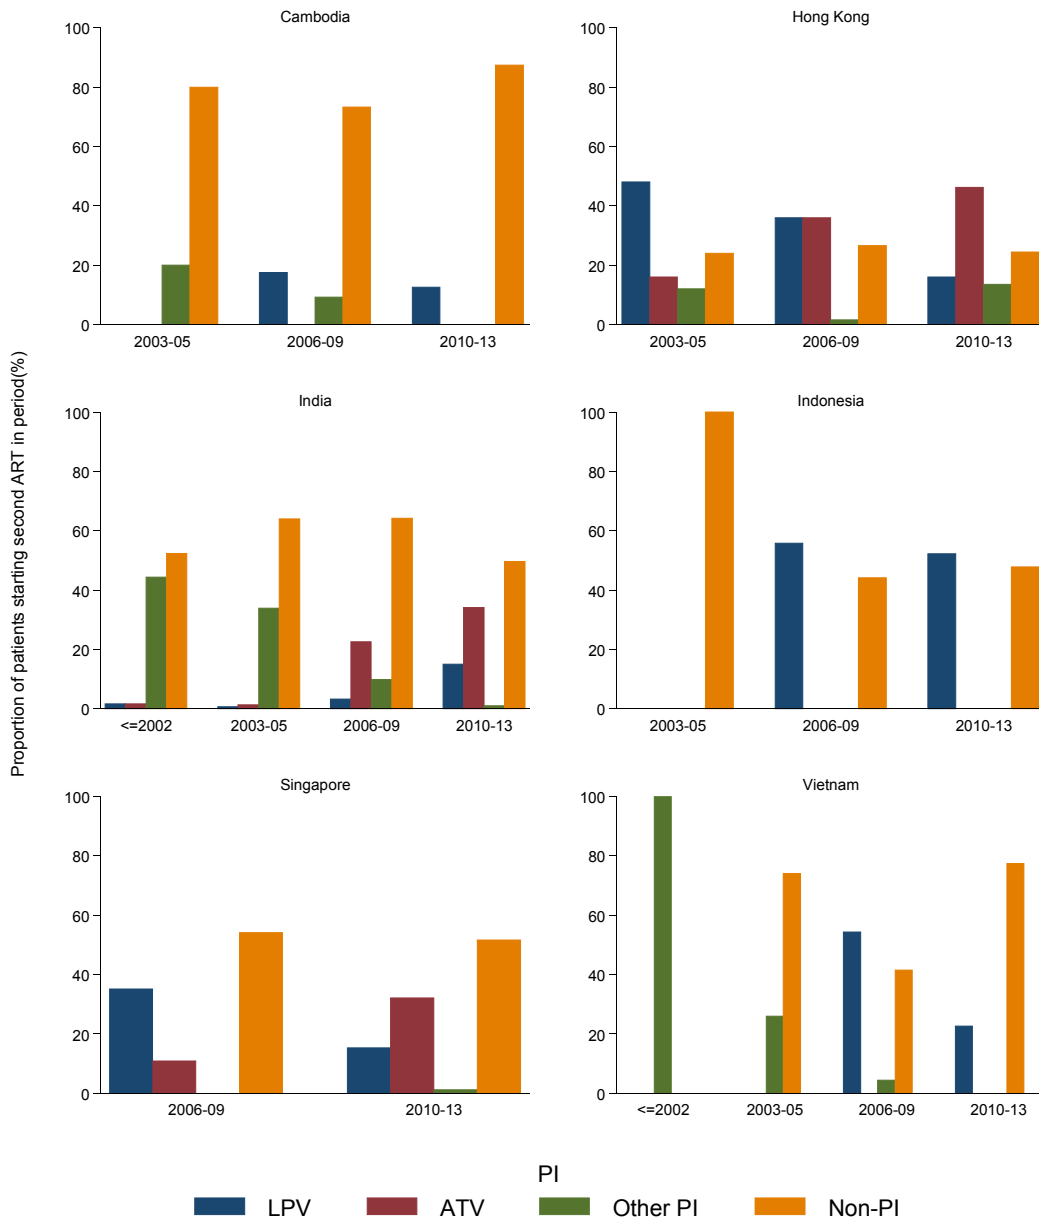 Cambodia
Hong Kong
100
80
60
40
20
0
2003-05 2006-09 2010-13
100
80
60
40
20
0
2003-05 2006-09 2010-13
Proportion of patients starting second ART in period(%)
India
Indonesia
100
80
60
40
20
0
<=2002 2003-05 2006-09 2010-13
100
80
60
40
20
0
2003-05 2006-09 2010-13
Singapore
Vietnam
100
80
60
40
20
0
2006-09 2010-13
100
80
60
40
20
0
<=2002 2003-05 2006-09 2010-13
PI
LPV ATV Other PI Non-PI